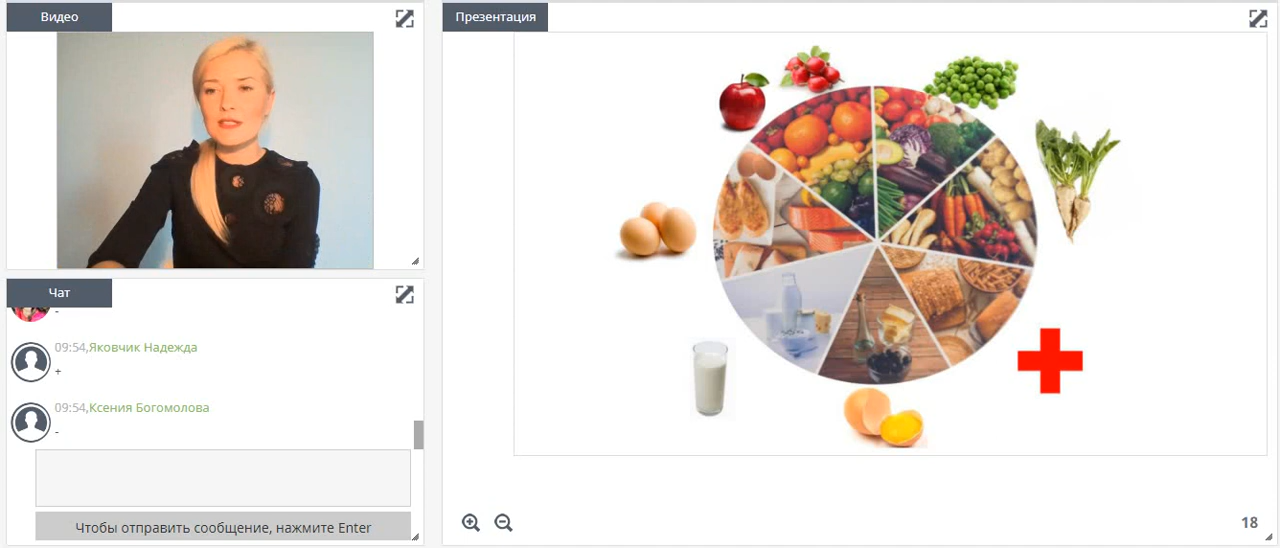 Видео
Чат
-
09:54,Яковчик Надежда
+
09:54,Ксения Богомолова
-
Чтобы отправить сообщение, нажмите Enter
Презентация
18